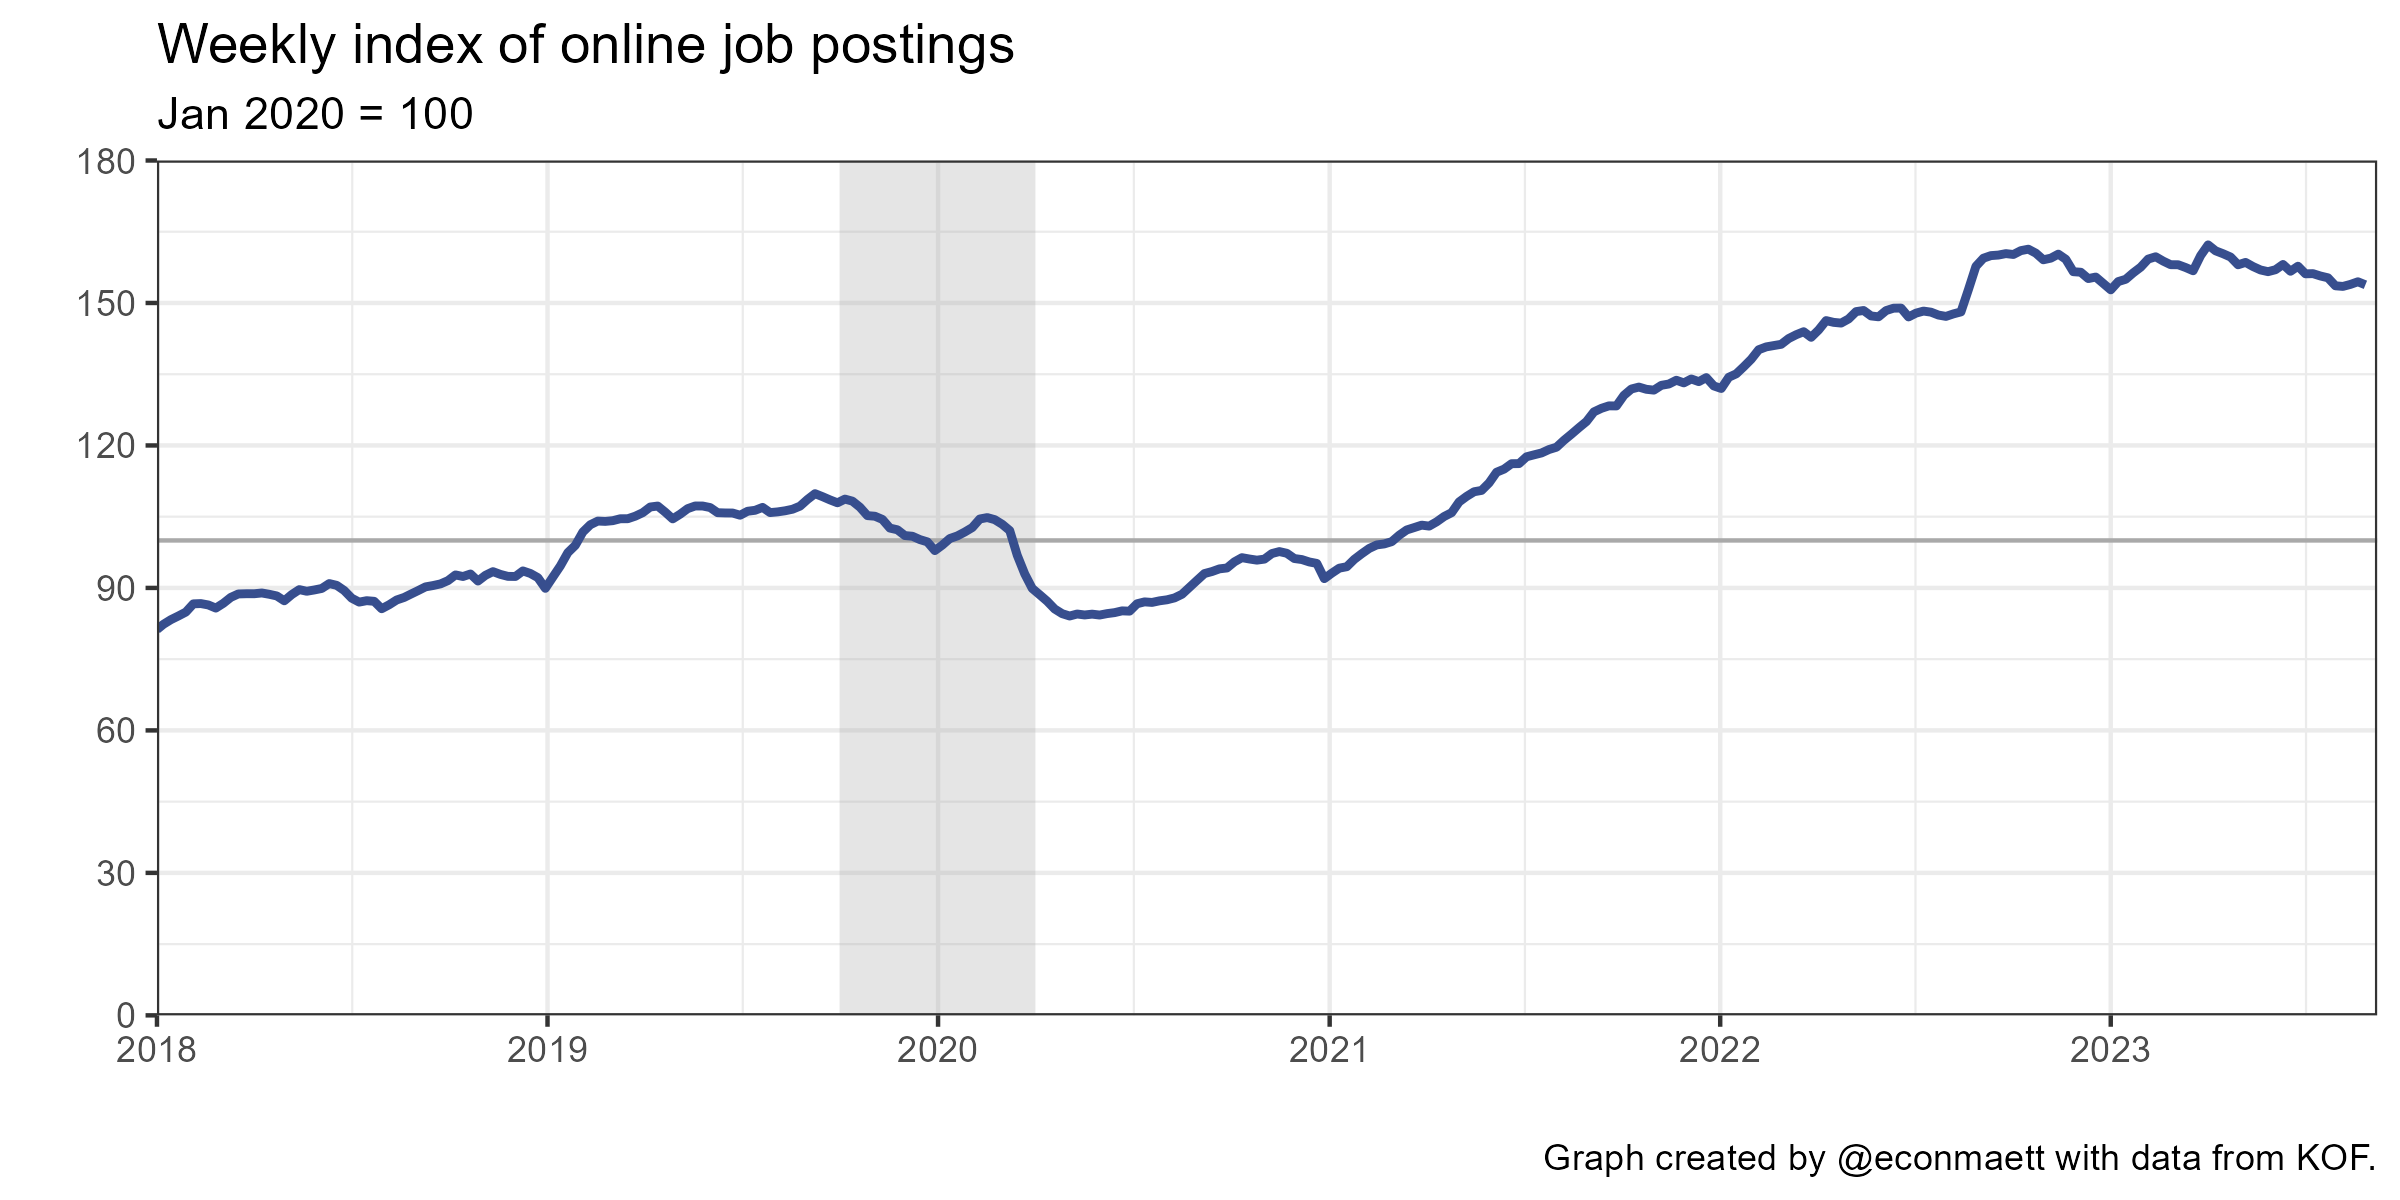 Weekly index of online job postings
Jan 2020 = 100
180
150
120
90
60
30
0
2018 2019 2020 2021 2022 2023
Graph created by @econmaett with data from KOF.